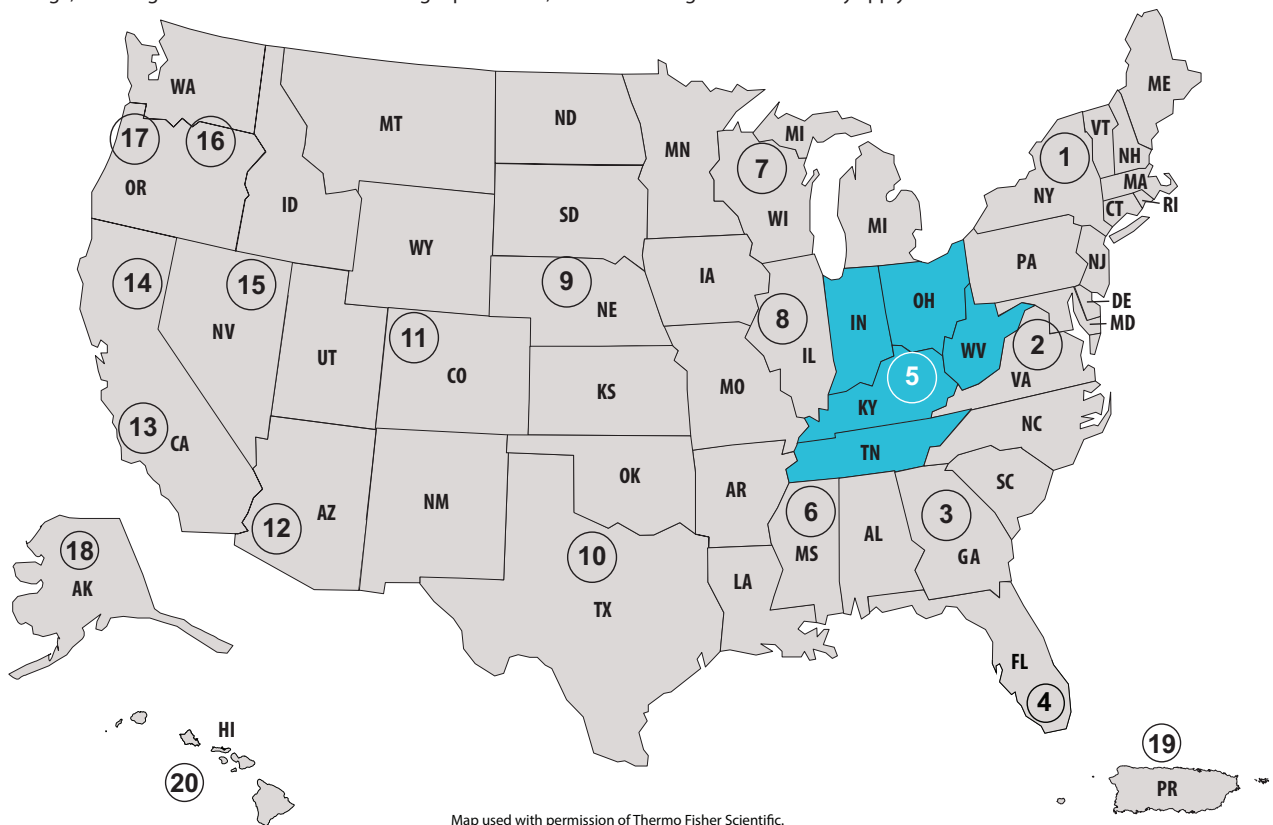 WA
MT
ND
MN
MI
ME
VT
NH
17
16
7
1
OR
ID
SD
WI
MI
NY
MA
CT
RI
WY
14
15
9
IA
PA
NJ
NE
OH
DE
MD
NV
11
8
IN
WV
2
UT
CO
IL
5
VA
KS
MO
KY
13
CA
NC
TN
OK
AR
SC
NM
AZ
12
6
3
18
10
MS
AL
GA
AK
TX
LA
FL
4
HI
19
20
PR
Map used with permission of Thermo Fisher Scientific.